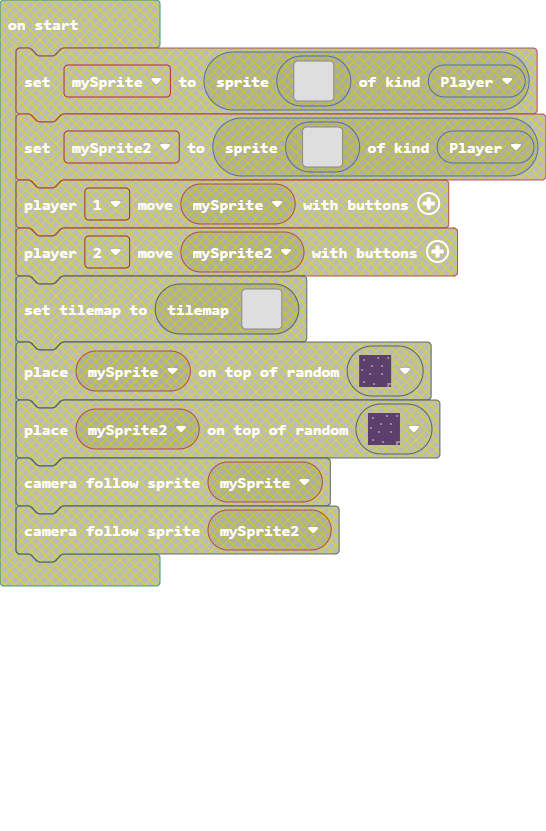 on start
set mySprite to sprite of kind Player
set mySprite2 to sprite of kind Player
player 1 move mySprite with buttons
player 2 move mySprite2 with buttons
set tilemap to tilemap
place mySprite on top of random
place mySprite2 on top of random
camera follow sprite mySprite
camera follow sprite mySprite2